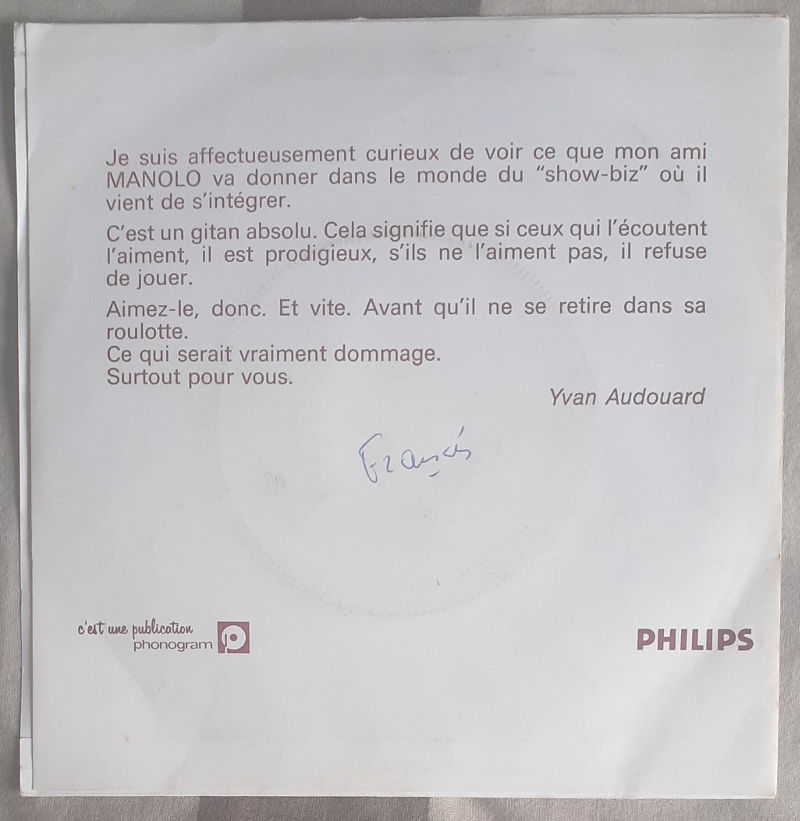 Je suis affectueusement curieux de voir ce que mon ami
MANOLO va donner dans le monde du “show-biz” où il
vient de s’intégrer.
C’est un gitan absolu. Cela signifie que si ceux qui l’écoutent
l’aiment, il est prodigieux, s’ils ne l’aiment pas, il refuse
de jouer.
Aimez-le, donc. Et vite. Avant qu’il ne se retire dans sa
roulotte.
Ce qui serait vraiment dommage.
Surtout pour vous.
Yvan Audouard
c'est une publication
phonogram
PHILIPS